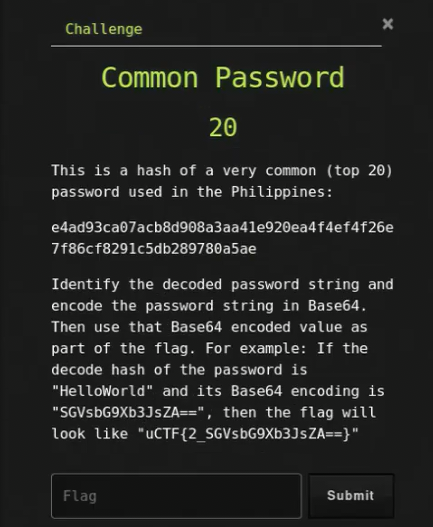 Challenge
×
Common Password
20
This is a hash of a very common (top 20)
password used in the Philippines:
e4ad93ca07acb8d908a3aa41e920ea4f4ef4f26e
7f86cf8291c5db289780a5ae
Identify the decoded password string and
encode the password string in Base64.
Then use that Base64 encoded value as
part of the flag. For example: If the
decode hash of the password is
"HelloWorld" and its Base64 encoding is
"SGVsbG9Xb3JsZA==", then the flag will
look like "uCTF{2_SGVsbG9Xb3JsZA==}"
Flag
Submit